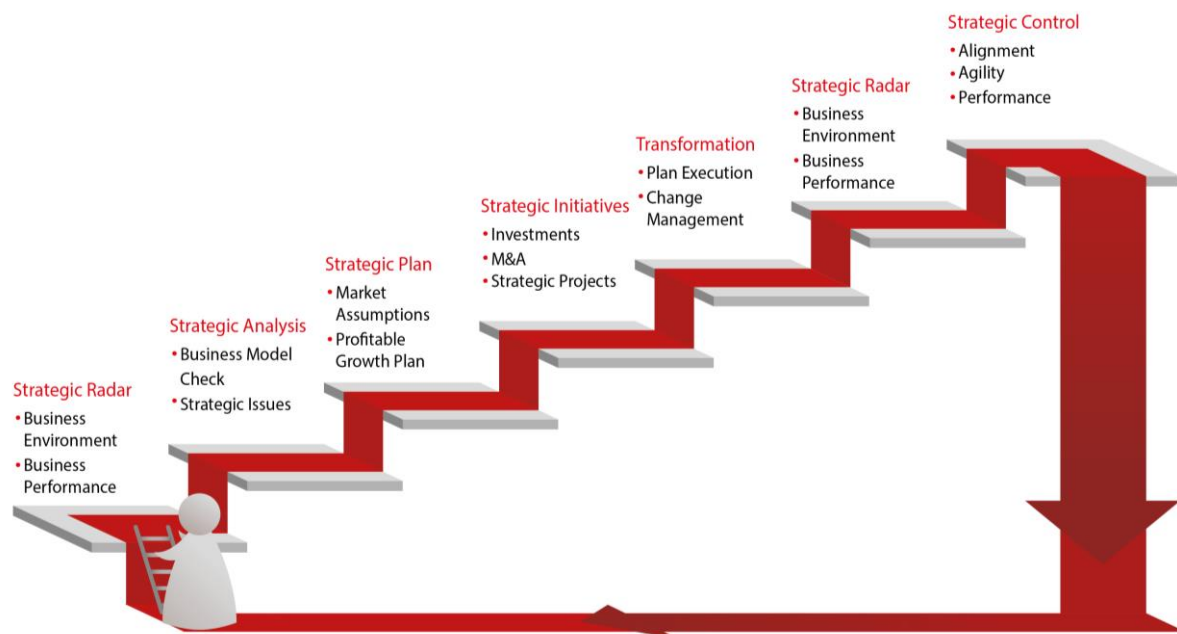 Strategic Radar
• Business
Environment
• Business
Performance
Strategic Analysis
• Business Model
Check
• Strategic Issues
Strategic Plan
• Market
Assumptions
• Profitable
Growth Plan
Strategic Initiatives
• Investments
• M&A
• Strategic Projects
Transformation
• Plan Execution
• Change
Management
Strategic Radar
• Business
Environment
• Business
Performance
Strategic Control
• Alignment
• Agility
• Performance